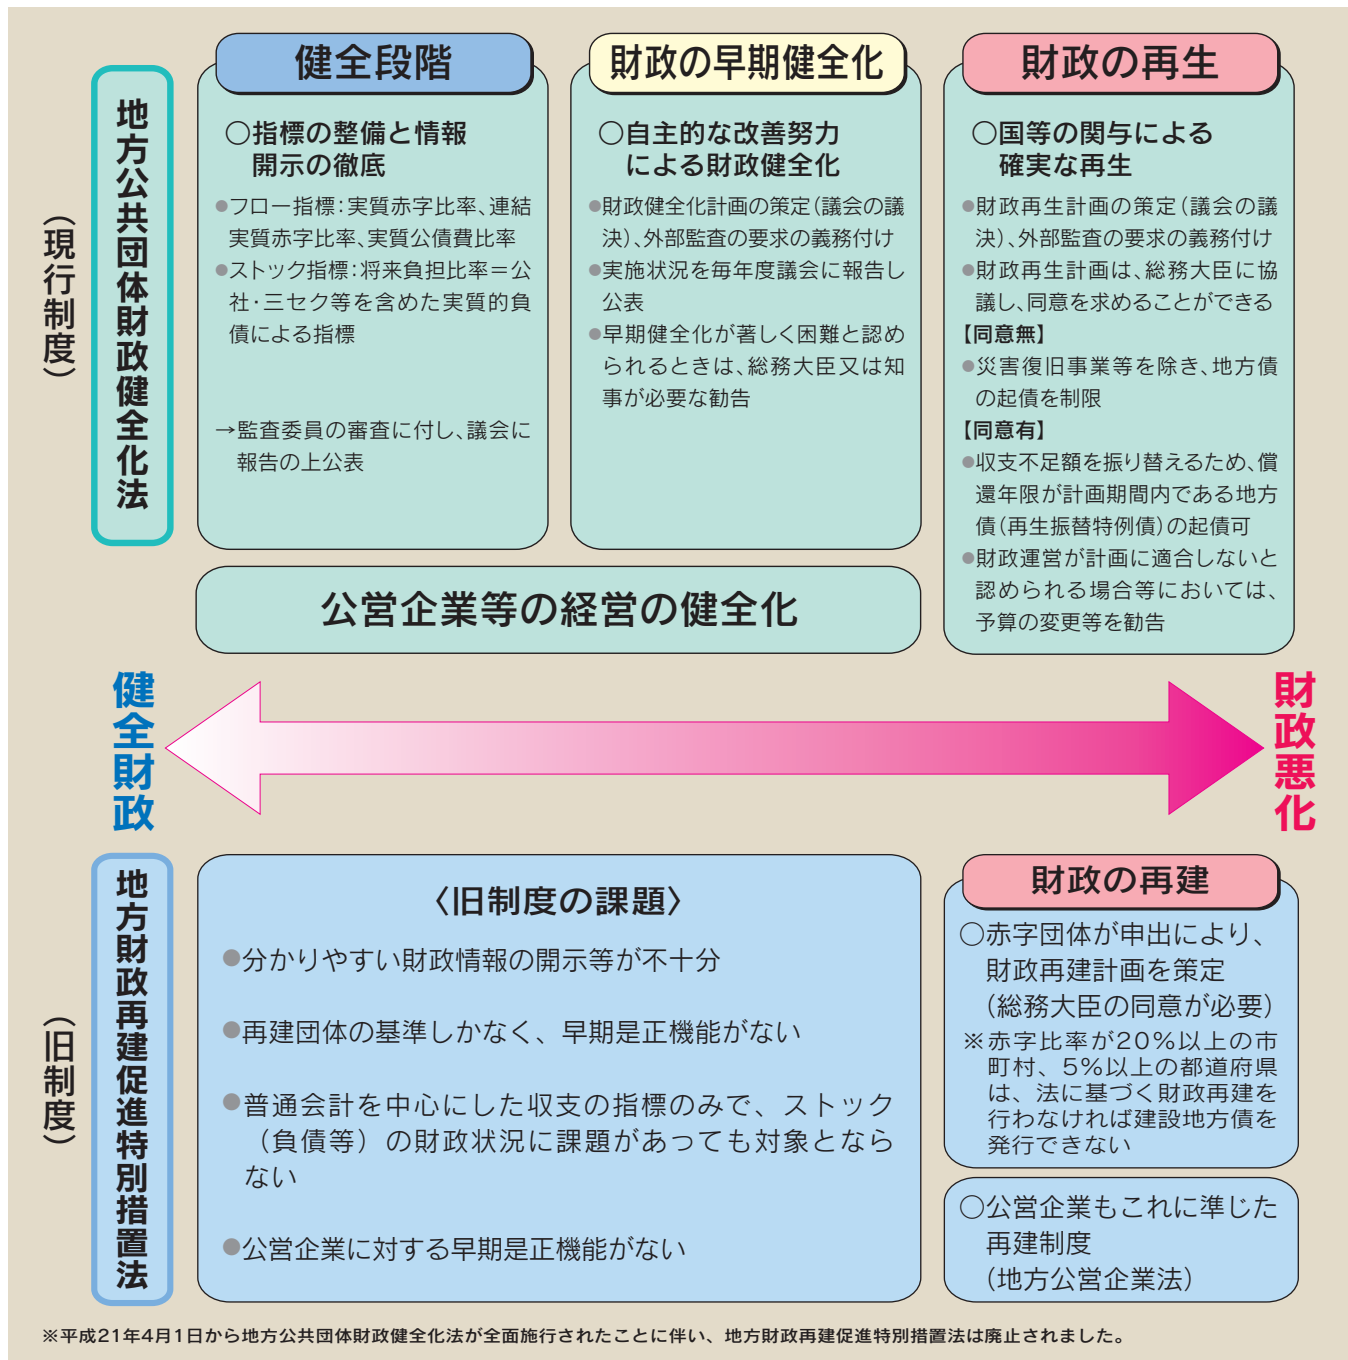 地方公共団体財政健全化法
（現行制度）
健全段階
○指標の整備と情報
開示の徹底
●フロー指標：実質赤字比率、連結
実質赤字比率、実質公債費比率
●ストック指標：将来負担比率＝公
社・三セク等を含めた実質的負
債による指標
→監査委員の審査に付し、議会に
報告の上公表
財政の早期健全化
○自主的な改善努力
による財政健全化
●財政健全化計画の策定（議会の議
決）、外部監査の要求の義務付け
●実施状況を毎年度議会に報告し
公表
●早期健全化が著しく困難と認め
られるときは、総務大臣又は知
事が必要な勧告
財政の再生
○国等の関与による
確実な再生
●財政再生計画の策定（議会の議
決）、外部監査の要求の義務付け
●財政再生計画は、総務大臣に協
議し、同意を求めることができる
【同意無】
●災害復旧事業等を除き、地方債
の起債を制限
【同意有】
●収支不足額を振り替えるため、償
還年限が計画期間内である地方
債（再生振替特例債）の起債可
●財政運営が計画に適合しないと
認められる場合等においては、
予算の変更等を勧告
公営企業等の経営の健全化
健全財政
財政悪化
地方財政再建促進特別措置法
（旧制度）
〈旧制度の課題〉
●分かりやすい財政情報の開示等が不十分
●再建団体の基準しかなく、早期是正機能がない
●普通会計を中心にした収支の指標のみで、ストック
（負債等）の財政状況に課題があっても対象となら
ない
●公営企業に対する早期是正機能がない
財政の再建
○赤字団体が申出により、
財政再建計画を策定
（総務大臣の同意が必要）
※赤字比率が20％以上の市
町村、5％以上の都道府県
は、法に基づく財政再建を
行わなければ建設地方債を
発行できない
○公営企業もこれに準じた
再建制度
（地方公営企業法）
※平成21年4月1日から地方公共団体財政健全化法が全面施行されたことに伴い、地方財政再建促進特別措置法は廃止されました。